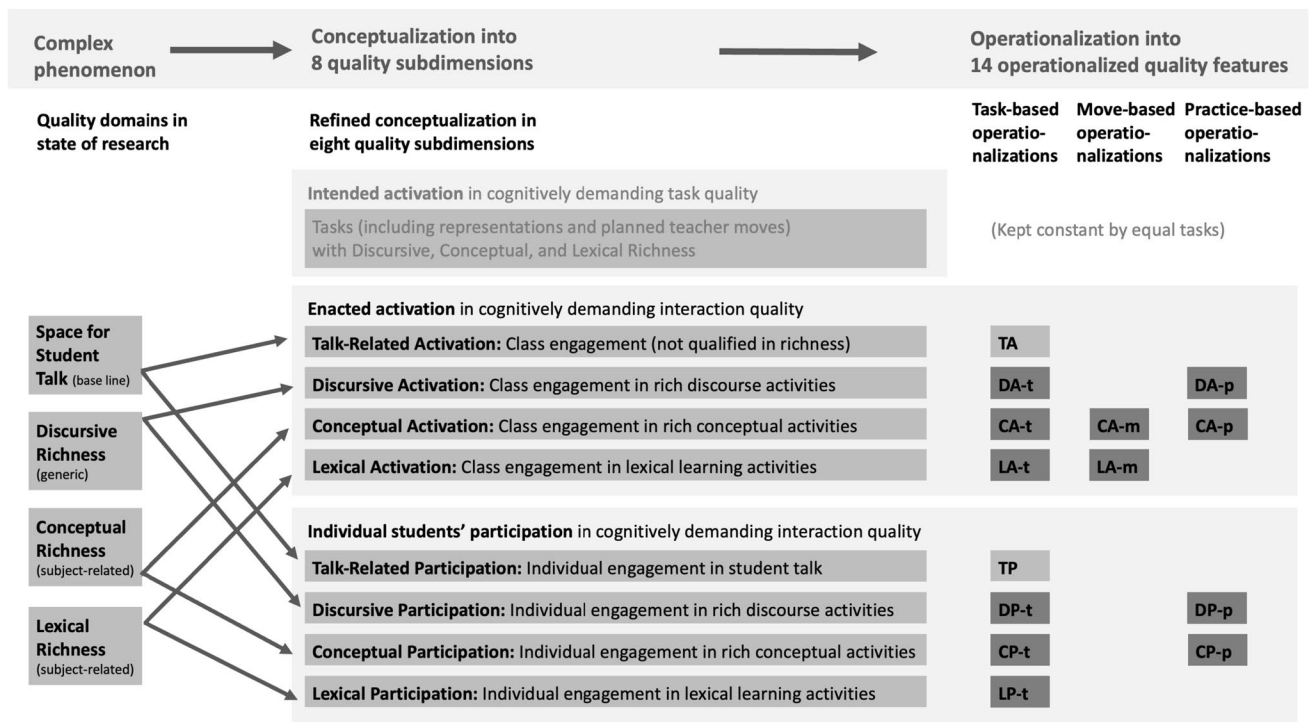 Complex
phenomenon
Conceptualization into
8 quality subdimensions
Operationalization into
14 operationalized quality features
Quality domains in
state of research
Refined conceptualization in
eight quality subdimensions
Task-based
operatio-
nalizations
Move-based
operatio-
nalizations
Practice-based
operatio-
nalizations
Intended activation in cognitively demanding task quality
Tasks (including representations and planned teacher moves)
with Discursive, Conceptual, and Lexical Richness
(Kept constant by equal tasks)
Space for
Student
Talk (base line)
Discursive
Richness
(generic)
Conceptual
Richness
(subject-related)
Lexical
Richness
(subject-related)
Enacted activation in cognitively demanding interaction quality
Talk-Related Activation: Class engagement (not qualified in richness)
TA
Discursive Activation: Class engagement in rich discourse activities
DA-t
DA-p
Conceptual Activation: Class engagement in rich conceptual activities
CA-t
CA-m
CA-p
Lexical Activation: Class engagement in lexical learning activities
LA-t
LA-m
Individual students’ participation in cognitively demanding interaction quality
Talk-Related Participation: Individual engagement in student talk
TP
Discursive Participation: Individual engagement in rich discourse activities
DP-t
DP-p
Conceptual Participation: Individual engagement in rich conceptual activities
CP-t
CP-p
Lexical Participation: Individual engagement in lexical learning activities
LP-t